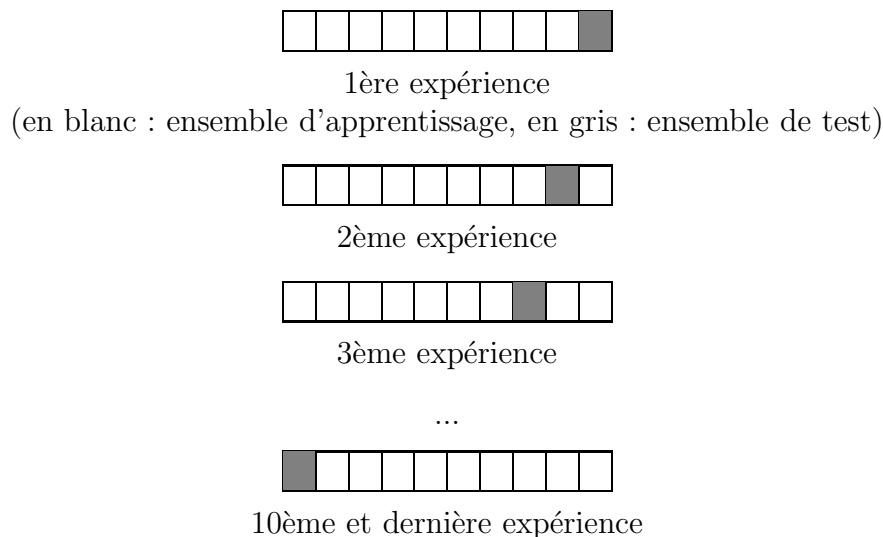 1ère expérience
(en blanc : ensemble d'apprentissage, en gris : ensemble de test)
2ème expérience
3ème expérience
...
10ème et dernière expérience